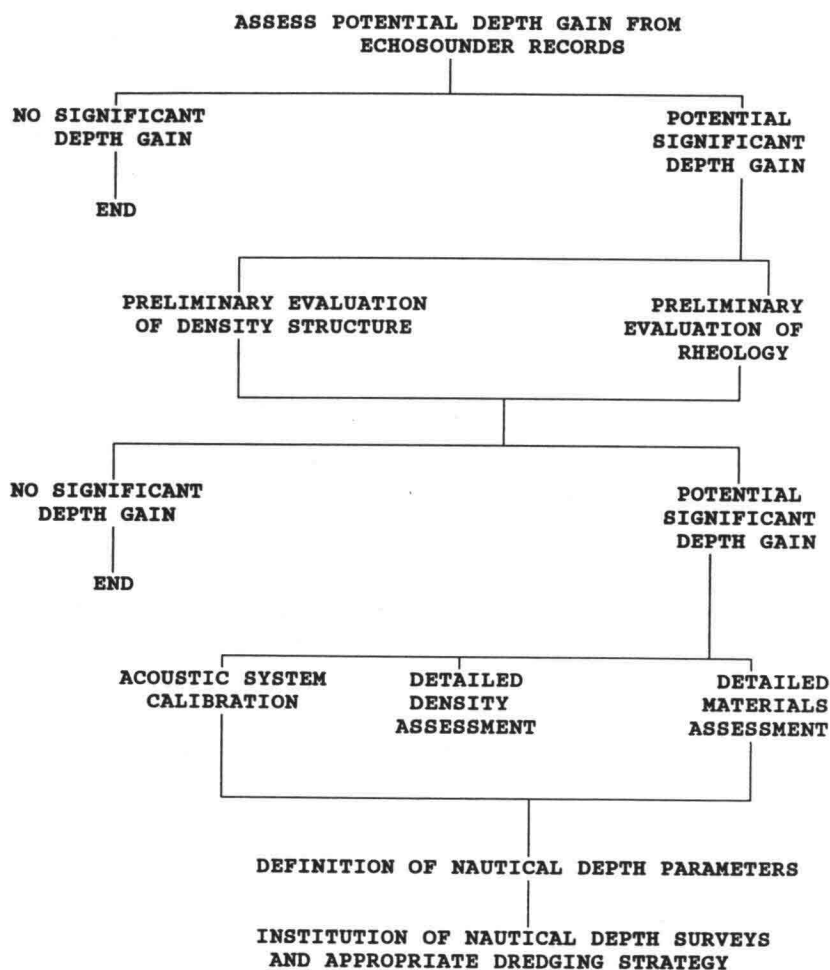 ASSESS POTENTIAL DEPTH GAIN FROM
ECHOSOUNDER RECORDS
NO SIGNIFICANT
DEPTH GAIN
END
POTENTIAL
SIGNIFICANT
DEPTH GAIN
PRELIMINARY EVALUATION
OF DENSITY STRUCTURE
PRELIMINARY
EVALUATION OF
RHEOLOGY
NO SIGNIFICANT
DEPTH GAIN
END
POTENTIAL
SIGNIFICANT
DEPTH GAIN
ACOUSTIC SYSTEM
CALIBRATION
DETAILED
DENSITY
ASSESSMENT
DETAILED
MATERIALS
ASSESSMENT
DEFINITION OF NAUTICAL DEPTH PARAMETERS
INSTITUTION OF NAUTICAL DEPTH SURVEYS
AND APPROPRIATE DREDGING STRATEGY